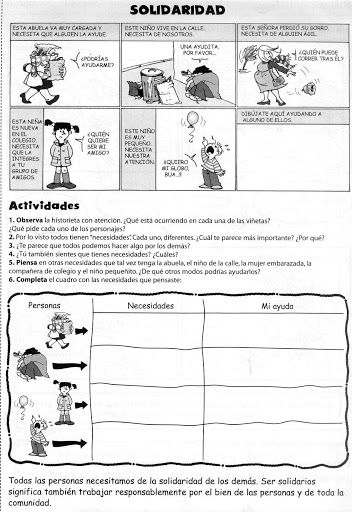 SOLIDARIDAD
ESTA ABUELA VA MUY CARGADA Y
NECESITA QUE ALGUIEN LA AYUDE.
¿PODRÍAS
AYUDARME?
ESTE NIÑO VIVE EN LA CALLE.
NECESITA DE NOSOTROS.
UNA AYUDITA,
POR FAVOR...
ESTA SEÑORA PERDIÓ SU GORRO.
NECESITA DE ALGUIEN ÁGIL.
¿QUIÉN PUEDE
CORRER TRAS ÉL?
ESTA NIÑA
ES NUEVA
EN EL
COLEGIO.
NECESITA
QUE LA
INTEGRES
A TU
GRUPO DE
AMIGOS.
¿QUIÉN
QUIERE
SER MI
AMIGO?
ESTE NIÑO
ES MUY
PEQUEÑO.
NECESITA
NUESTRA
ATENCIÓN.
¡¡QUIERO
MI GLOBO,
BUA..!!
DIBÚJATE AQUÍ AYUDANDO A
ALGUNO DE ELLOS.
Actividades
1. Observa la historieta con atención. ¿Qué está ocurriendo en cada una de las viñetas?
¿Qué pide cada uno de los personajes?
2. Por lo visto todos tienen "necesidades". Cada uno, diferentes. ¿Cuál te parece más importante? ¿Por qué?
3. ¿Te parece que todos podemos hacer algo por los demás?
4. ¿Tú también sientes que tienes necesidades? ¿Cuáles?
5. Piensa en otras necesidades que tal vez tenga la abuela, el niño de la calle, la mujer embarazada, la
compañera de colegio y el niño pequeñito. ¿De qué otros modos podrías ayudarlos?
6. Completa el cuadro con las necesidades que pensaste:
Personas Necesidades Mi ayuda
Todas las personas necesitamos de la solidaridad de los demás. Ser solidarios
significa también trabajar responsablemente por el bien de las personas y de toda la
comunidad.